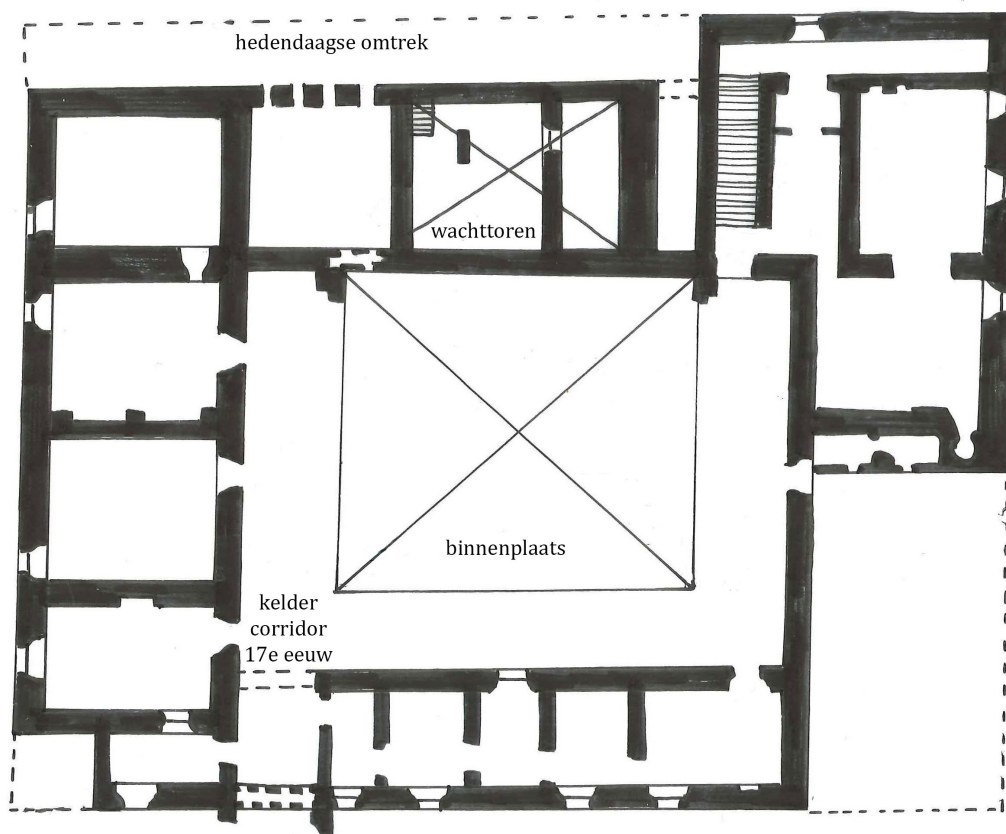 hedendaagse omtrek
wachttoren
binnenplaats
kelder
corridor
17e eeuw